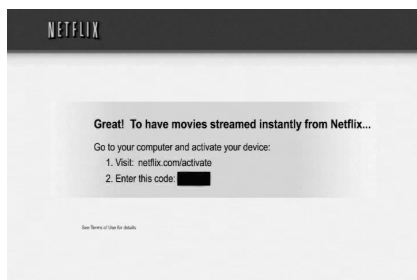 NETFLIX
Great! To have movies streamed instantly from Netflix...
Go to your computer and activate your device:
1. Visit: netflix.com/activate
2. Enter this code:
See Terms of Use for details.